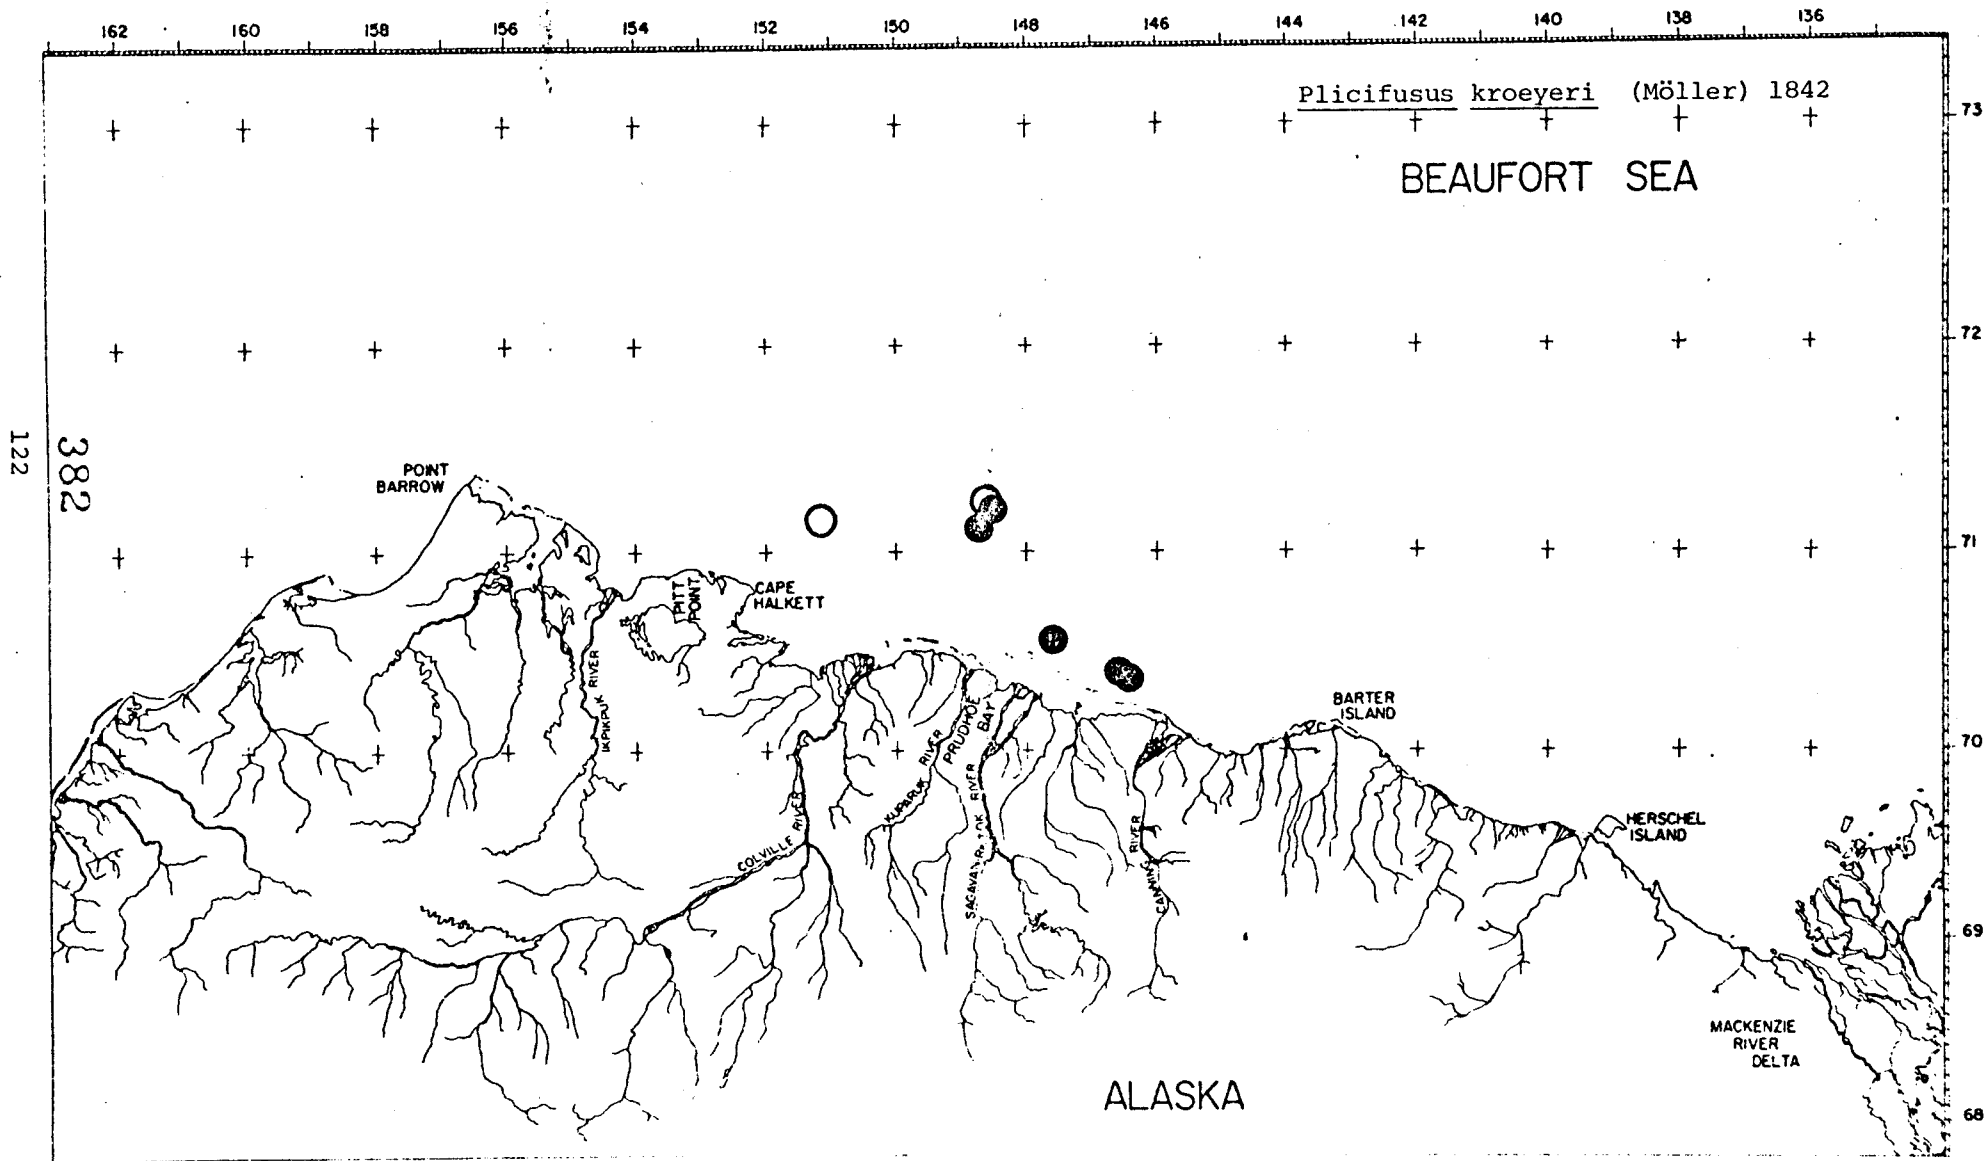 162 160 158 156 154 152 150 148 146 144 142 140 138 136
Plicifusus kroeyeri (Möller) 1842
73
BEAUFORT SEA
72
122
382
POINT
BARROW
71
PITT
POINT
CAPE
HALKETT
IKPIKPUK RIVER
BARTER
ISLAND
PRUDHOE
BAY
70
KUPARUK RIVER
COLVILLE RIVER
CANNING RIVER
HERSCHEL
ISLAND
69
MACKENZIE
RIVER
DELTA
ALASKA
68